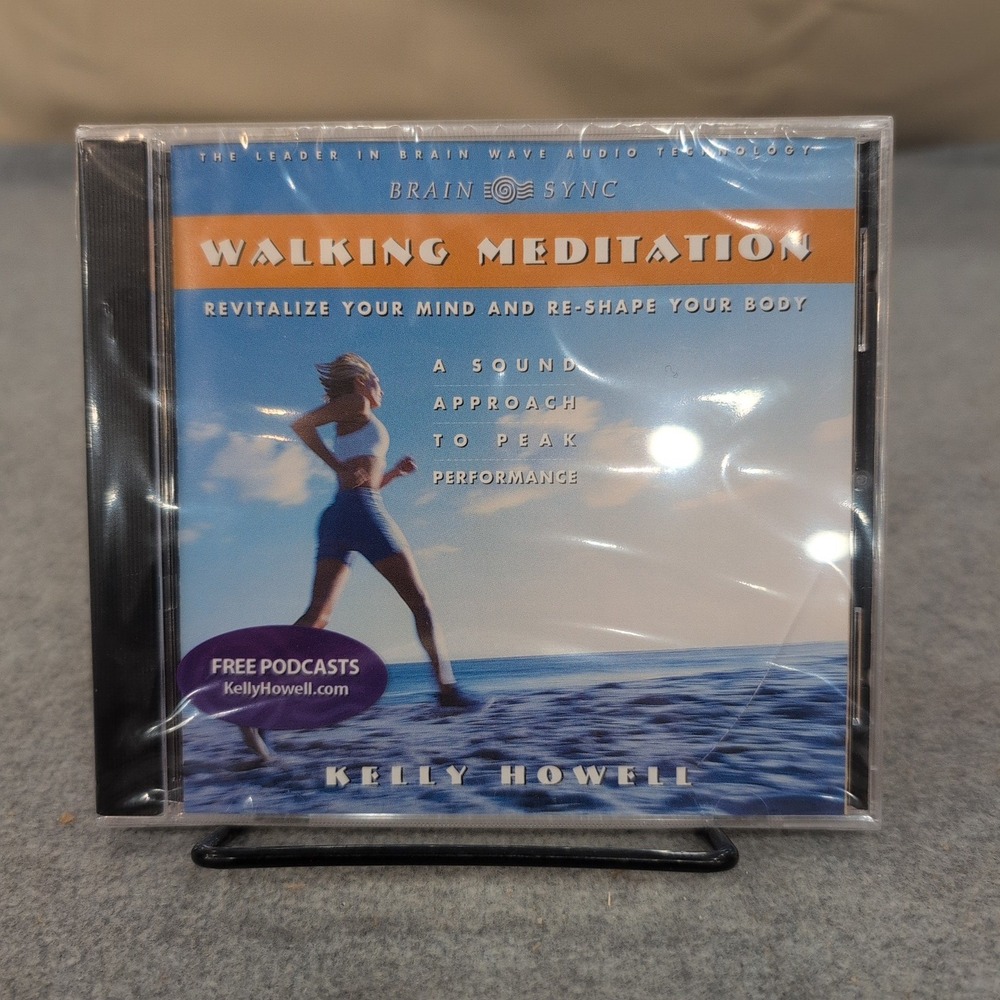 THE LEADER IN BRAIN WAVE AUDIO TECHNOLOGY
BRAIN SYNC
WALKING MEDITATION
REVITALIZE YOUR MIND AND RE-SHAPE YOUR BODY
A SOUND
APPROACH
TO PEAK
PERFORMANCE
FREE PODCASTS
KellyHowell.com
KELLY HOWELL